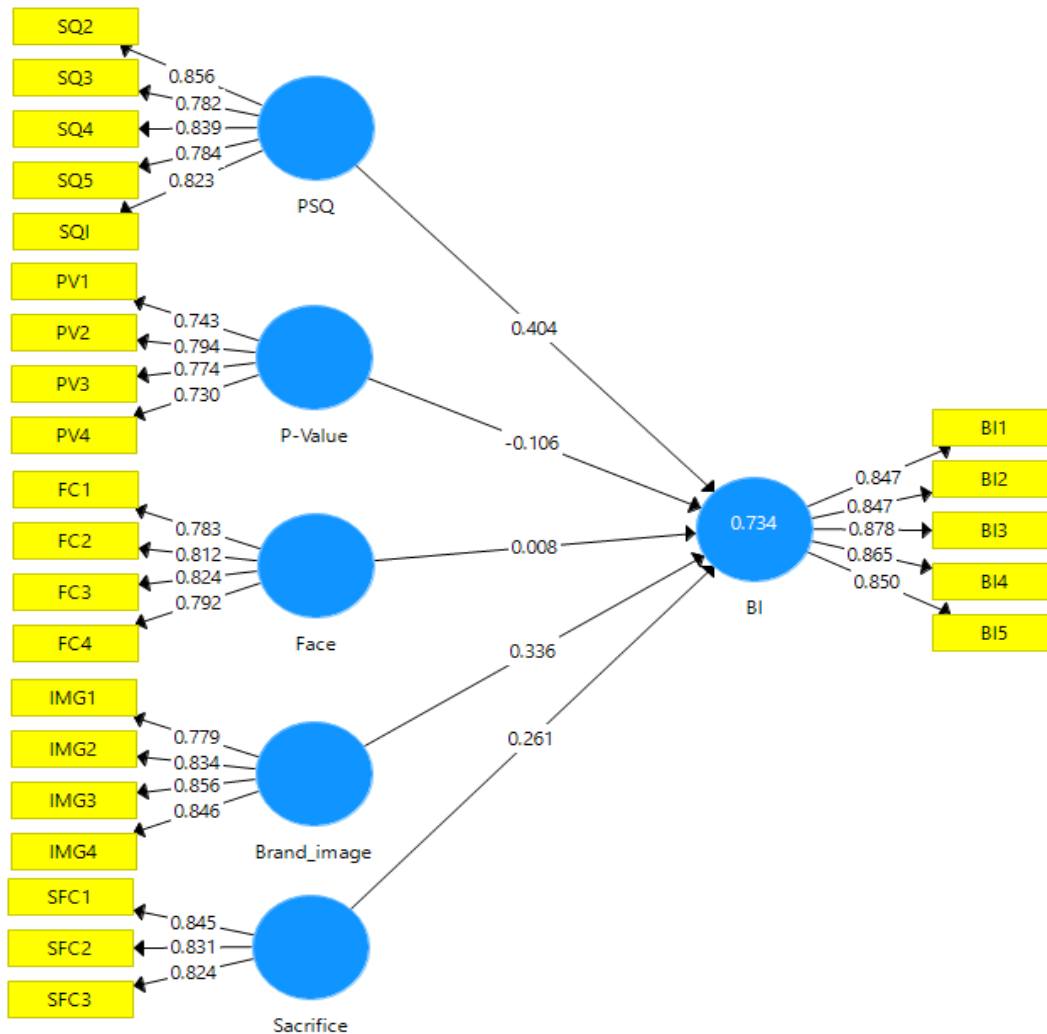 SQ2
SQ3
SQ4
SQ5
SQI
0.856
0.782
0.839
0.784
0.823
PSQ
PV1
PV2
PV3
PV4
0.743
0.794
0.774
0.730
P-Value
FC1
FC2
FC3
FC4
0.783
0.812
0.824
0.792
Face
IMG1
IMG2
IMG3
IMG4
0.779
0.834
0.856
0.846
Brand_image
SFC1
SFC2
SFC3
0.845
0.831
0.824
Sacrifice
0.404
-0.106
0.008
0.336
0.261
0.734
BI
0.847
0.847
0.878
0.865
0.850
BI1
BI2
BI3
BI4
BI5